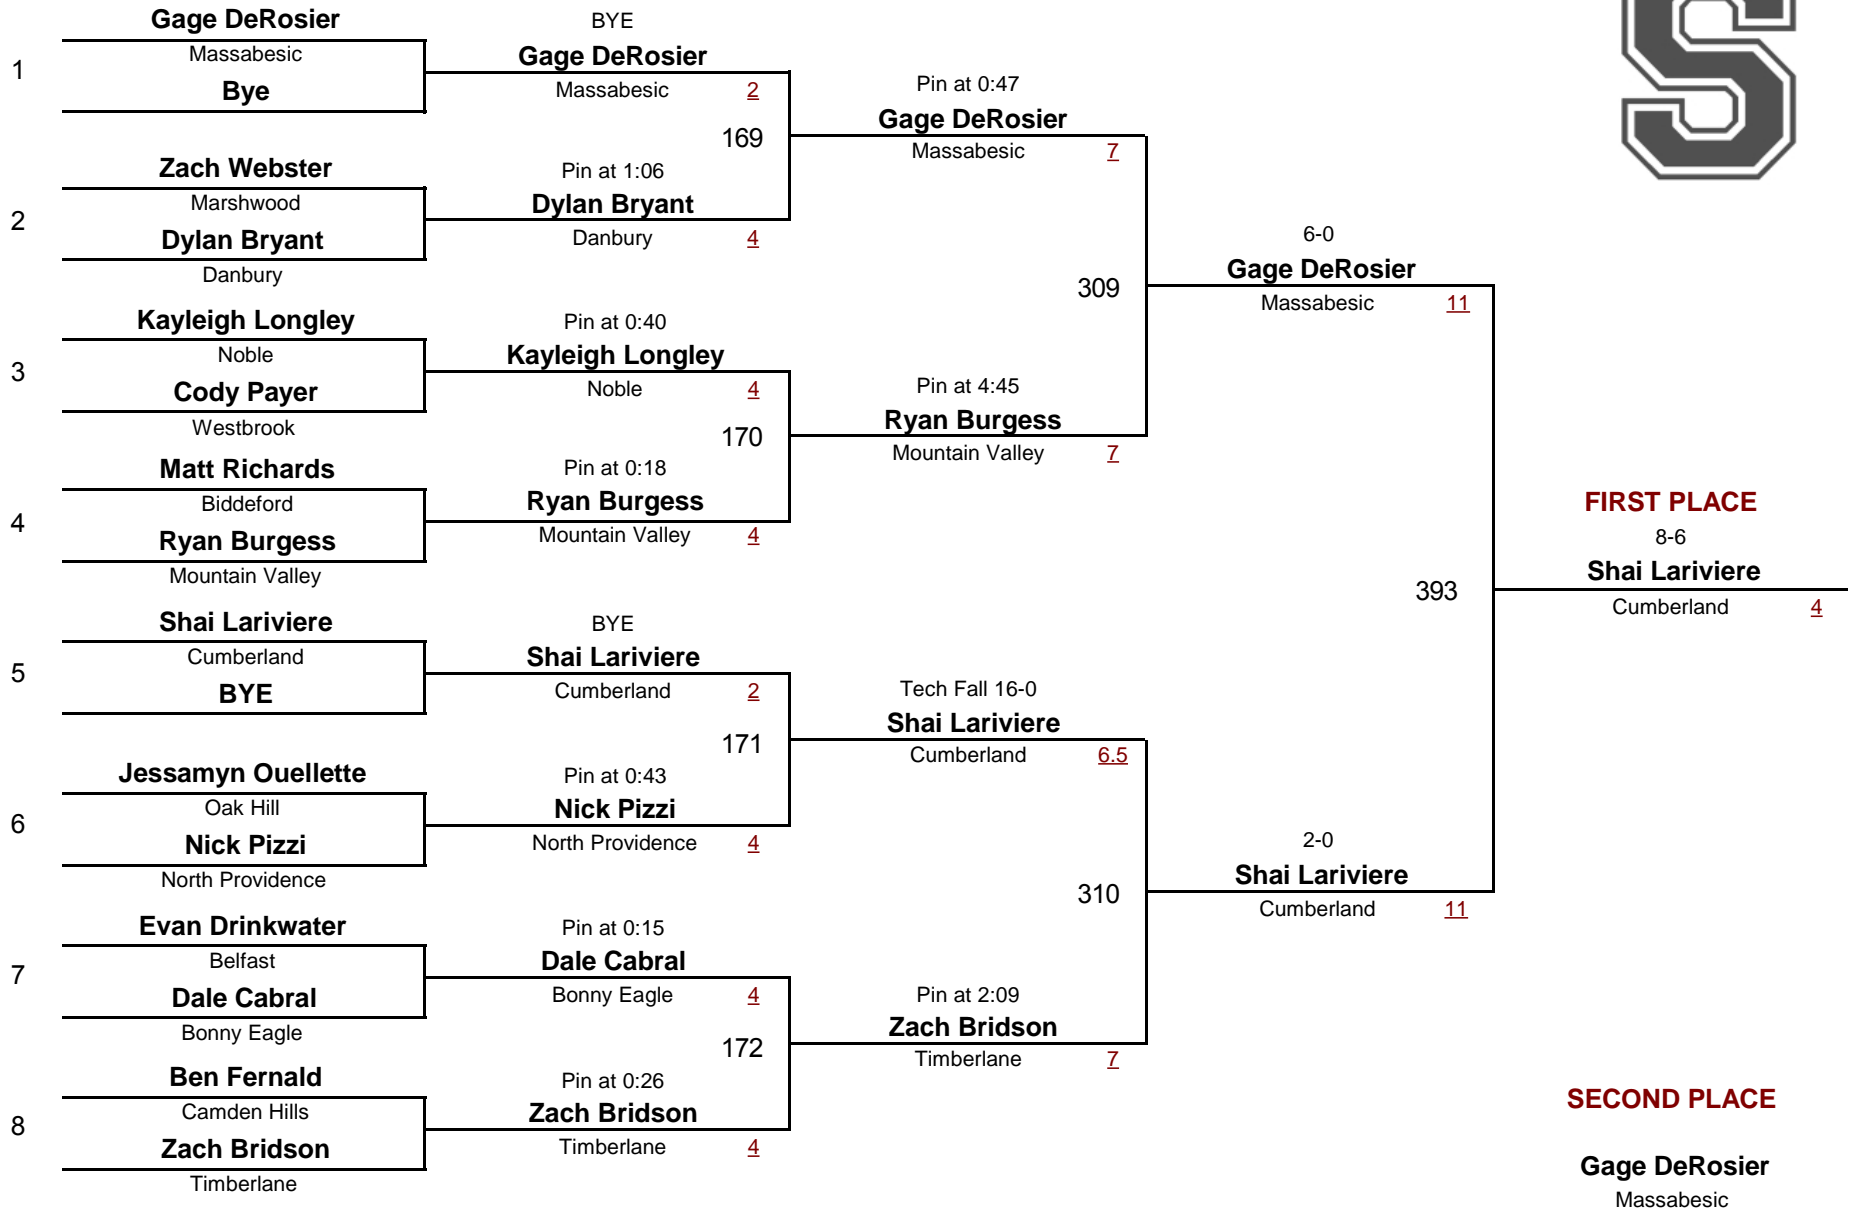 Gage DeRosier
1
Massabesic
Bye
Zach Webster
2
Marshwood
Dylan Bryant
Danbury
Kayleigh Longley
3
Noble
Cody Payer
Westbrook
Matt Richards
4
Biddeford
Ryan Burgess
Mountain Valley
Shai Lariviere
5
Cumberland
BYE
Jessamyn Ouellette
6
Oak Hill
Nick Pizzi
North Providence
Evan Drinkwater
7
Belfast
Dale Cabral
Bonny Eagle
Ben Fernald
8
Camden Hills
Zach Bridson
Timberlane
BYE
Gage DeRosier
Massabesic 2
169
Pin at 1:06
Dylan Bryant
Danbury 4
Pin at 0:40
Kayleigh Longley
Noble 4
170
Pin at 0:18
Ryan Burgess
Mountain Valley 4
BYE
Shai Lariviere
Cumberland 2
171
Pin at 0:43
Nick Pizzi
North Providence 4
Pin at 0:15
Dale Cabral
Bonny Eagle 4
172
Pin at 0:26
Zach Bridson
Timberlane 4
Pin at 0:47
Gage DeRosier
Massabesic 7
309
Pin at 4:45
Ryan Burgess
Mountain Valley 7
Tech Fall 16-0
Shai Lariviere
Cumberland 6.5
310
Pin at 2:09
Zach Bridson
Timberlane 7
6-0
Gage DeRosier
Massabesic 11
393
2-0
Shai Lariviere
Cumberland 11
S
FIRST PLACE
8-6
Shai Lariviere
Cumberland 4
SECOND PLACE
Gage DeRosier
Massabesic